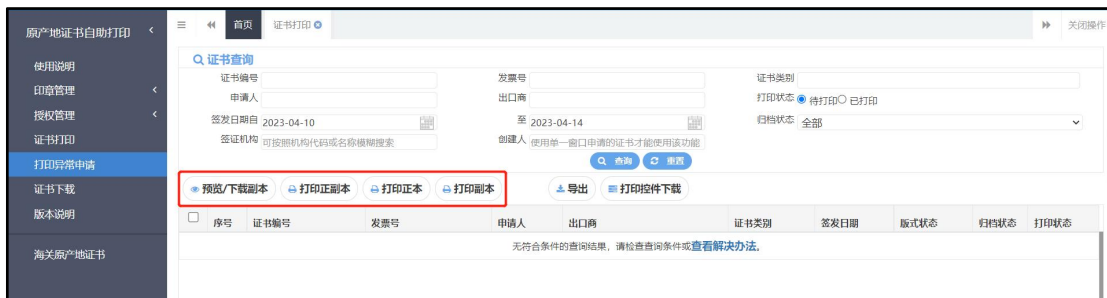 原产地证书自助打印
首页 证书打印 关闭操作
使用说明
印章管理
授权管理
证书打印
打印异常申请
证书下载
版本说明
海关原产地证书
证书查询
证书编号 发票号 证书类别
申请人 出口商 打印状态 待打印 已打印
签发日期自 2023-04-10 至 2023-04-14 归档状态 全部
签证机构 可按照机构代码或名称模糊搜索 创建人 使用单一窗口申请的证书才能使用该功能
查询 重置
预览/下载副本 打印正副本 打印正本 打印副本 导出 打印控件下载
序号 证书编号 发票号 申请人 出口商 证书类别 签发日期 版式状态 归档状态 打印状态
无符合条件的查询结果，请检查查询条件或查看解决办法。